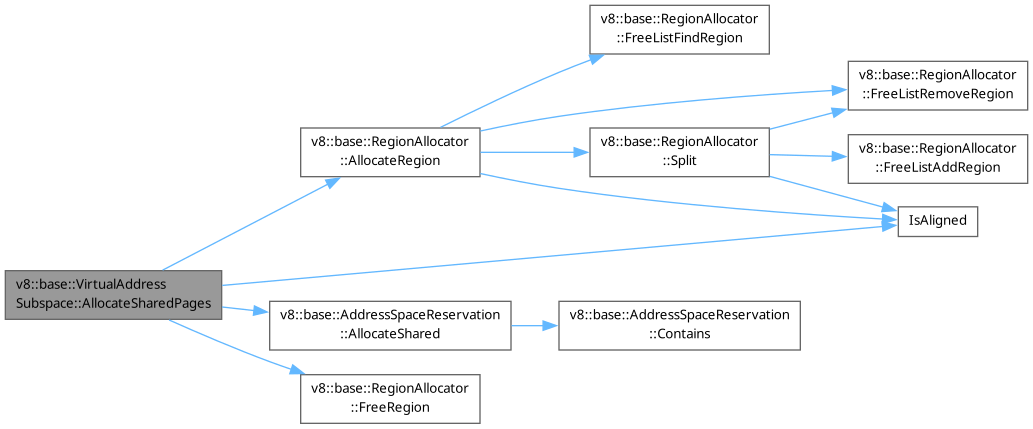 v8::base::RegionAllocator
::FreeListFindRegion
v8::base::RegionAllocator
::FreeListRemoveRegion
v8::base::RegionAllocator
::AllocateRegion
v8::base::RegionAllocator
::Split
v8::base::RegionAllocator
::FreeListAddRegion
IsAligned
v8::base::VirtualAddress
Subspace::AllocateSharedPages
v8::base::AddressSpaceReservation
::AllocateShared
v8::base::AddressSpaceReservation
::Contains
v8::base::RegionAllocator
::FreeRegion